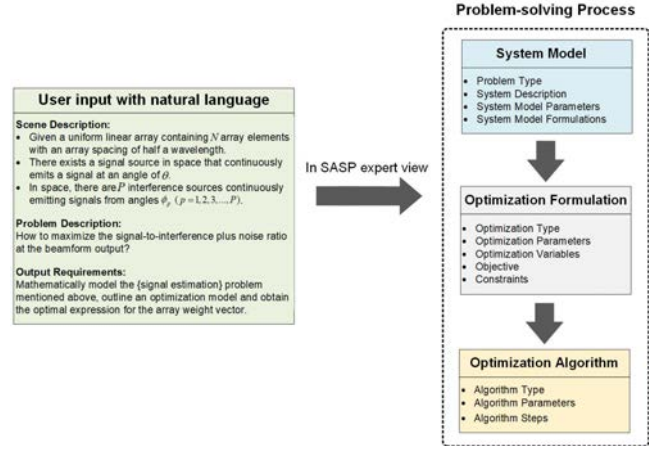 User input with natural language
Scene Description:
• Given a uniform linear array containing N array elements
with an array spacing of half a wavelength.
• There exists a signal source in space that continuously
emits a signal at an angle of θ.
• In space, there are P interference sources continuously
emitting signals from angles ϕ_p ( p = 1, 2, 3, ..., P).
Problem Description:
How to maximize the signal-to-interference plus noise ratio
at the beamform output?
Output Requirements:
Mathematically model the {signal estimation} problem
mentioned above, outline an optimization model and obtain
the optimal expression for the array weight vector.
In SASP expert view
Problem-solving Process
System Model
• Problem Type
• System Description
• System Model Parameters
• System Model Formulations
Optimization Formulation
• Optimization Type
• Optimization Parameters
• Optimization Variables
• Objective
• Constraints
Optimization Algorithm
• Algorithm Type
• Algorithm Parameters
• Algorithm Steps